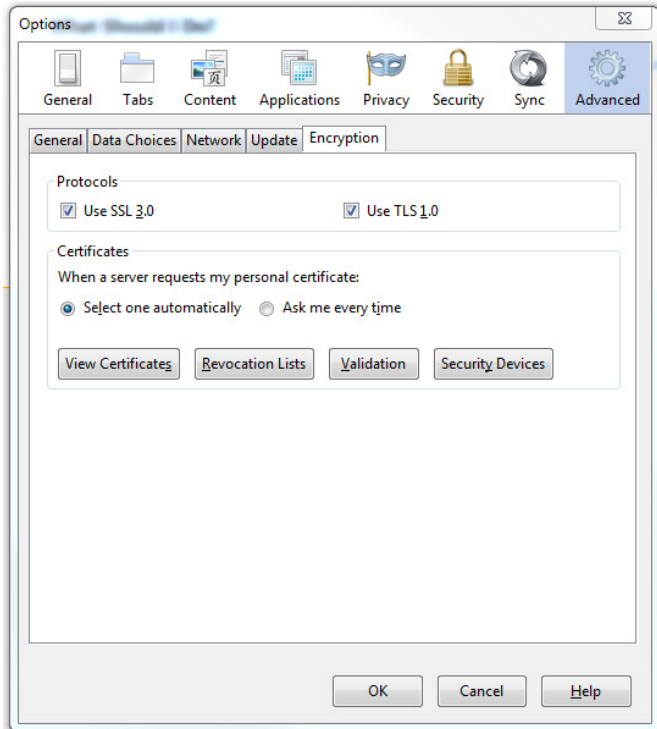 Options
General Tabs Content Applications Privacy Security Sync Advanced
General Data Choices Network Update Encryption
Protocols
Use SSL 3.0 Use TLS 1.0
Certificates
When a server requests my personal certificate:
Select one automatically Ask me every time
View Certificates Revocation Lists Validation Security Devices
OK Cancel Help